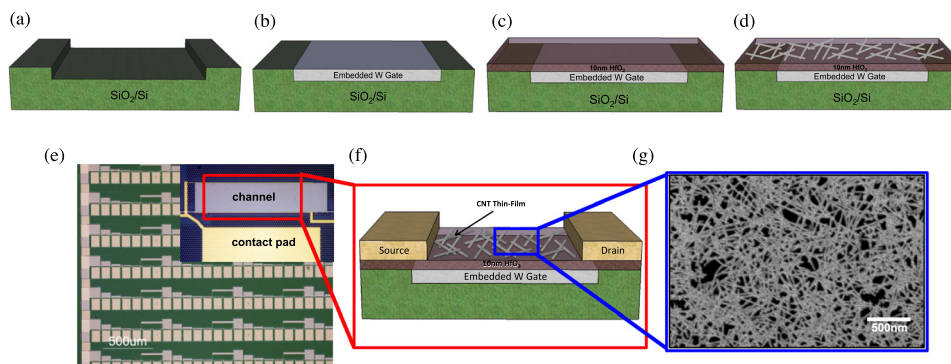 (a)
SiO₂/Si
(b)
Embedded W Gate
SiO₂/Si
(c)
10nm HfO₂
Embedded W Gate
SiO₂/Si
(d)
10nm HfO₂
Embedded W Gate
SiO₂/Si
(e)
channel
contact pad
500um
(f)
CNT Thin-Film
Source
Drain
10nm HfO₂
Embedded W Gate
(g)
500nm